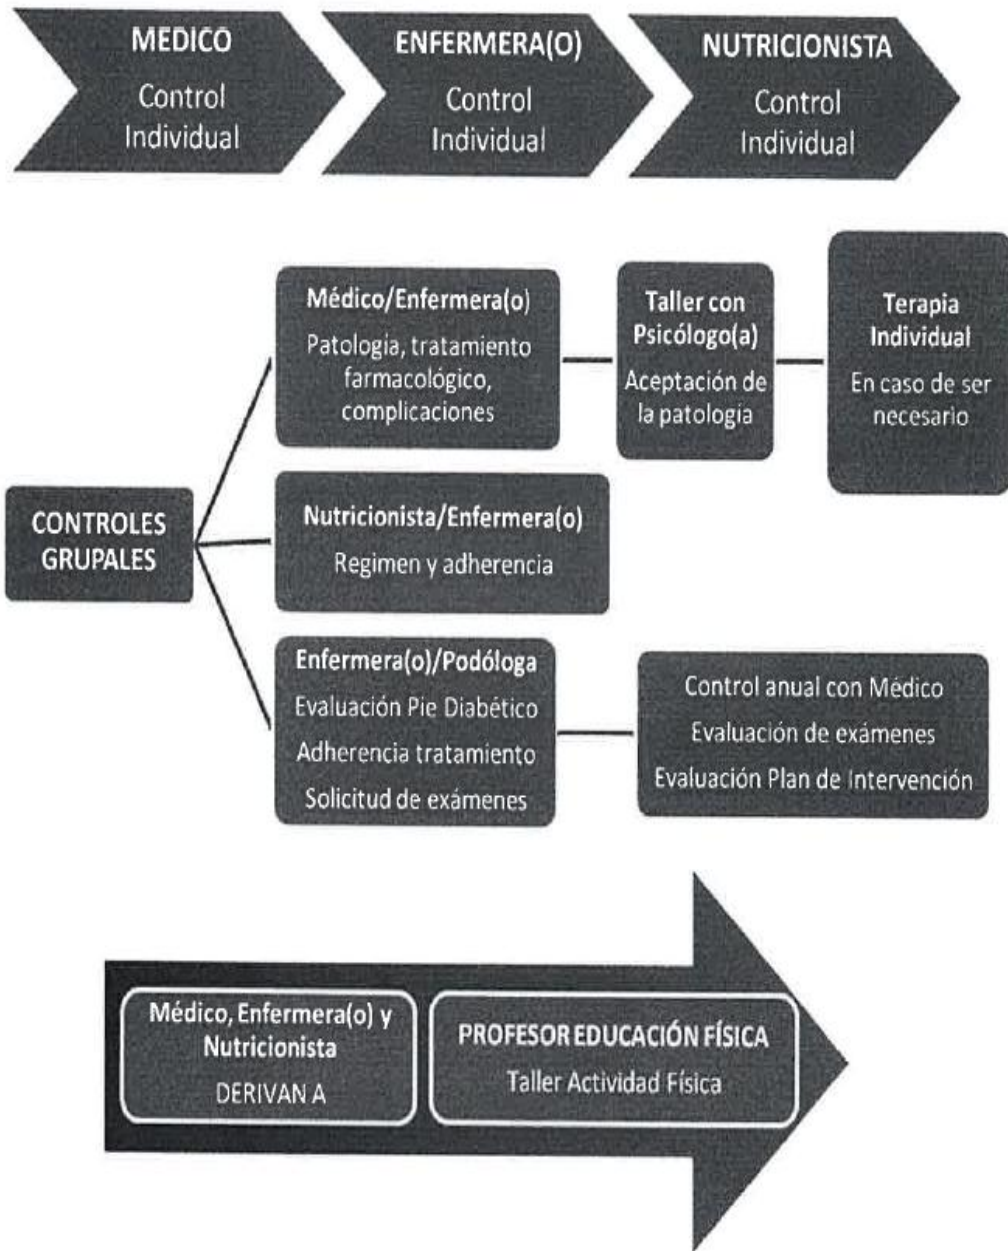 MEDICO
Control
Individual
ENFERMERA(O)
Control
Individual
NUTRICIONISTA
Control
Individual
CONTROLES
GRUPALES
Médico/Enfermera(o)
Patología, tratamiento
farmacológico,
complicaciones
Taller con
Psicólogo(a)
Aceptación de
la patología
Terapia
Individual
En caso de ser
necesario
Nutricionista/Enfermera(o)
Regimen y adherencia
Enfermera(o)/Podóloga
Evaluación Pie Diabético
Adherencia tratamiento
Solicitud de exámenes
Control anual con Médico
Evaluación de exámenes
Evaluación Plan de Intervención
Médico, Enfermera(o) y
Nutricionista
DERIVAN A
PROFESOR EDUCACIÓN FÍSICA
Taller Actividad Física